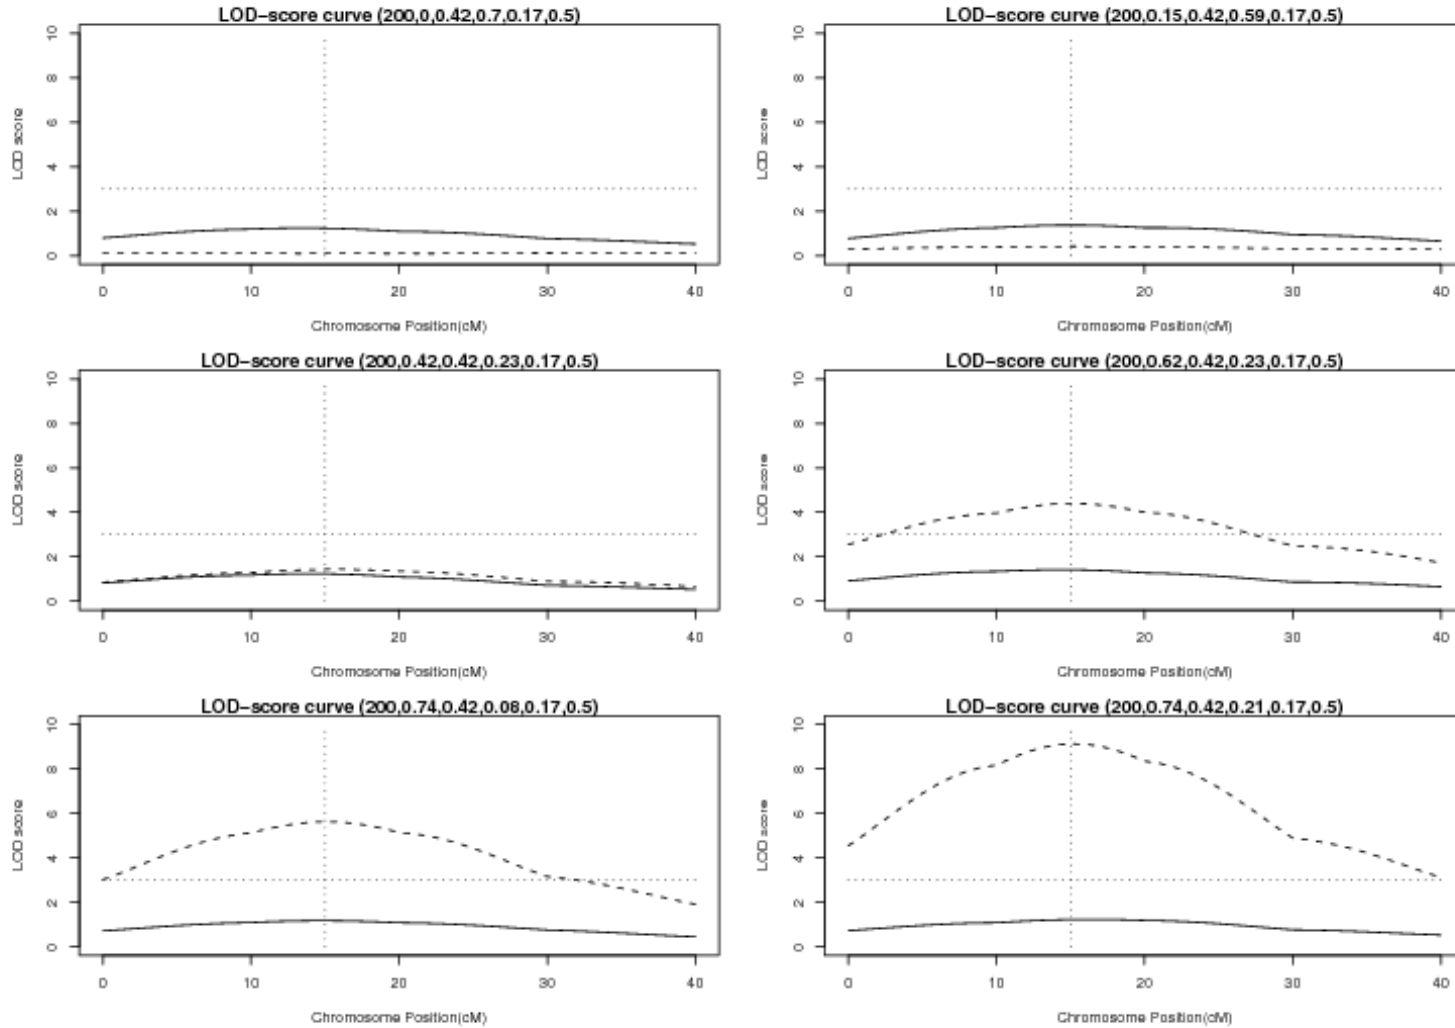 LOD-score curve (200,0,0.42,0.7,0.17,0.5)
LOD score
10
8
6
4
2
0
0 10 20 30 40
Chromosome Position(cM)
LOD-score curve (200,0.15,0.42,0.59,0.17,0.5)
LOD score
10
8
6
4
2
0
0 10 20 30 40
Chromosome Position(cM)
LOD-score curve (200,0.42,0.42,0.23,0.17,0.5)
LOD score
10
8
6
4
2
0
0 10 20 30 40
Chromosome Position(cM)
LOD-score curve (200,0.62,0.42,0.23,0.17,0.5)
LOD score
10
8
6
4
2
0
0 10 20 30 40
Chromosome Position(cM)
LOD-score curve (200,0.74,0.42,0.08,0.17,0.5)
LOD score
10
8
6
4
2
0
0 10 20 30 40
Chromosome Position(cM)
LOD-score curve (200,0.74,0.42,0.21,0.17,0.5)
LOD score
10
8
6
4
2
0
0 10 20 30 40
Chromosome Position(cM)